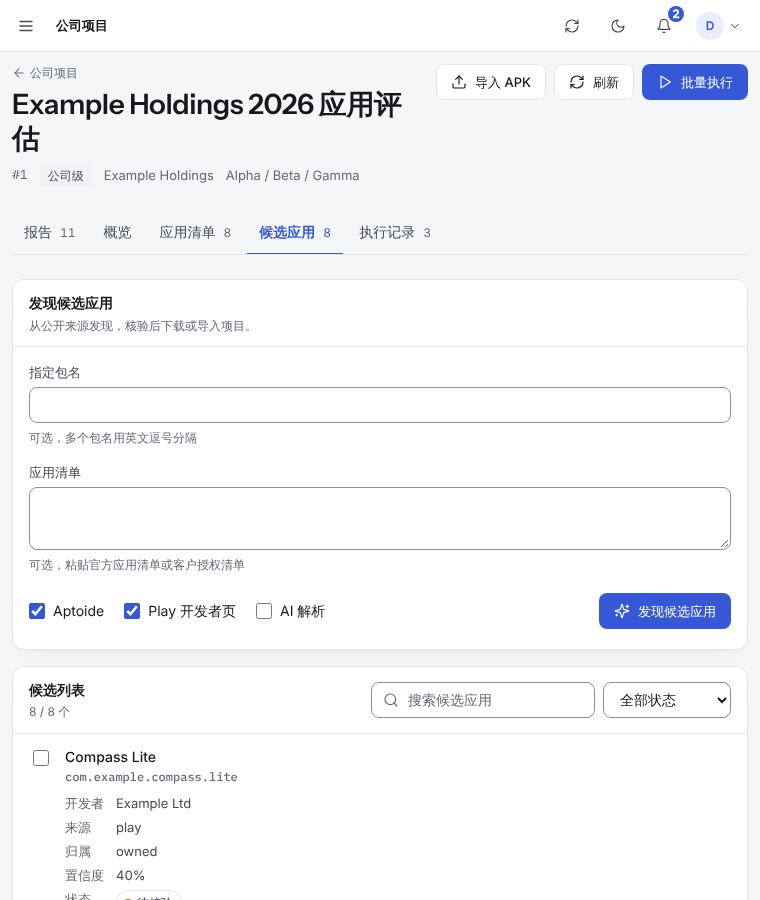 公司项目
2
D
公司项目
Example Holdings 2026 应用评
估
导入 APK
刷新
批量执行
#1 公司级 Example Holdings Alpha / Beta / Gamma
报告 11 概览 应用清单 8 候选应用 8 执行记录 3
发现候选应用
从公开来源发现，核验后下载或导入项目。
指定包名
可选，多个包名用英文逗号分隔
应用清单
可选，粘贴官方应用清单或客户授权清单
Aptoide Play 开发者页 AI 解析 发现候选应用
候选列表
8 / 8 个
搜索候选应用
全部状态
Compass Lite
com.example.compass.lite
开发者 Example Ltd
来源 play
归属 owned
置信度 40%
状态